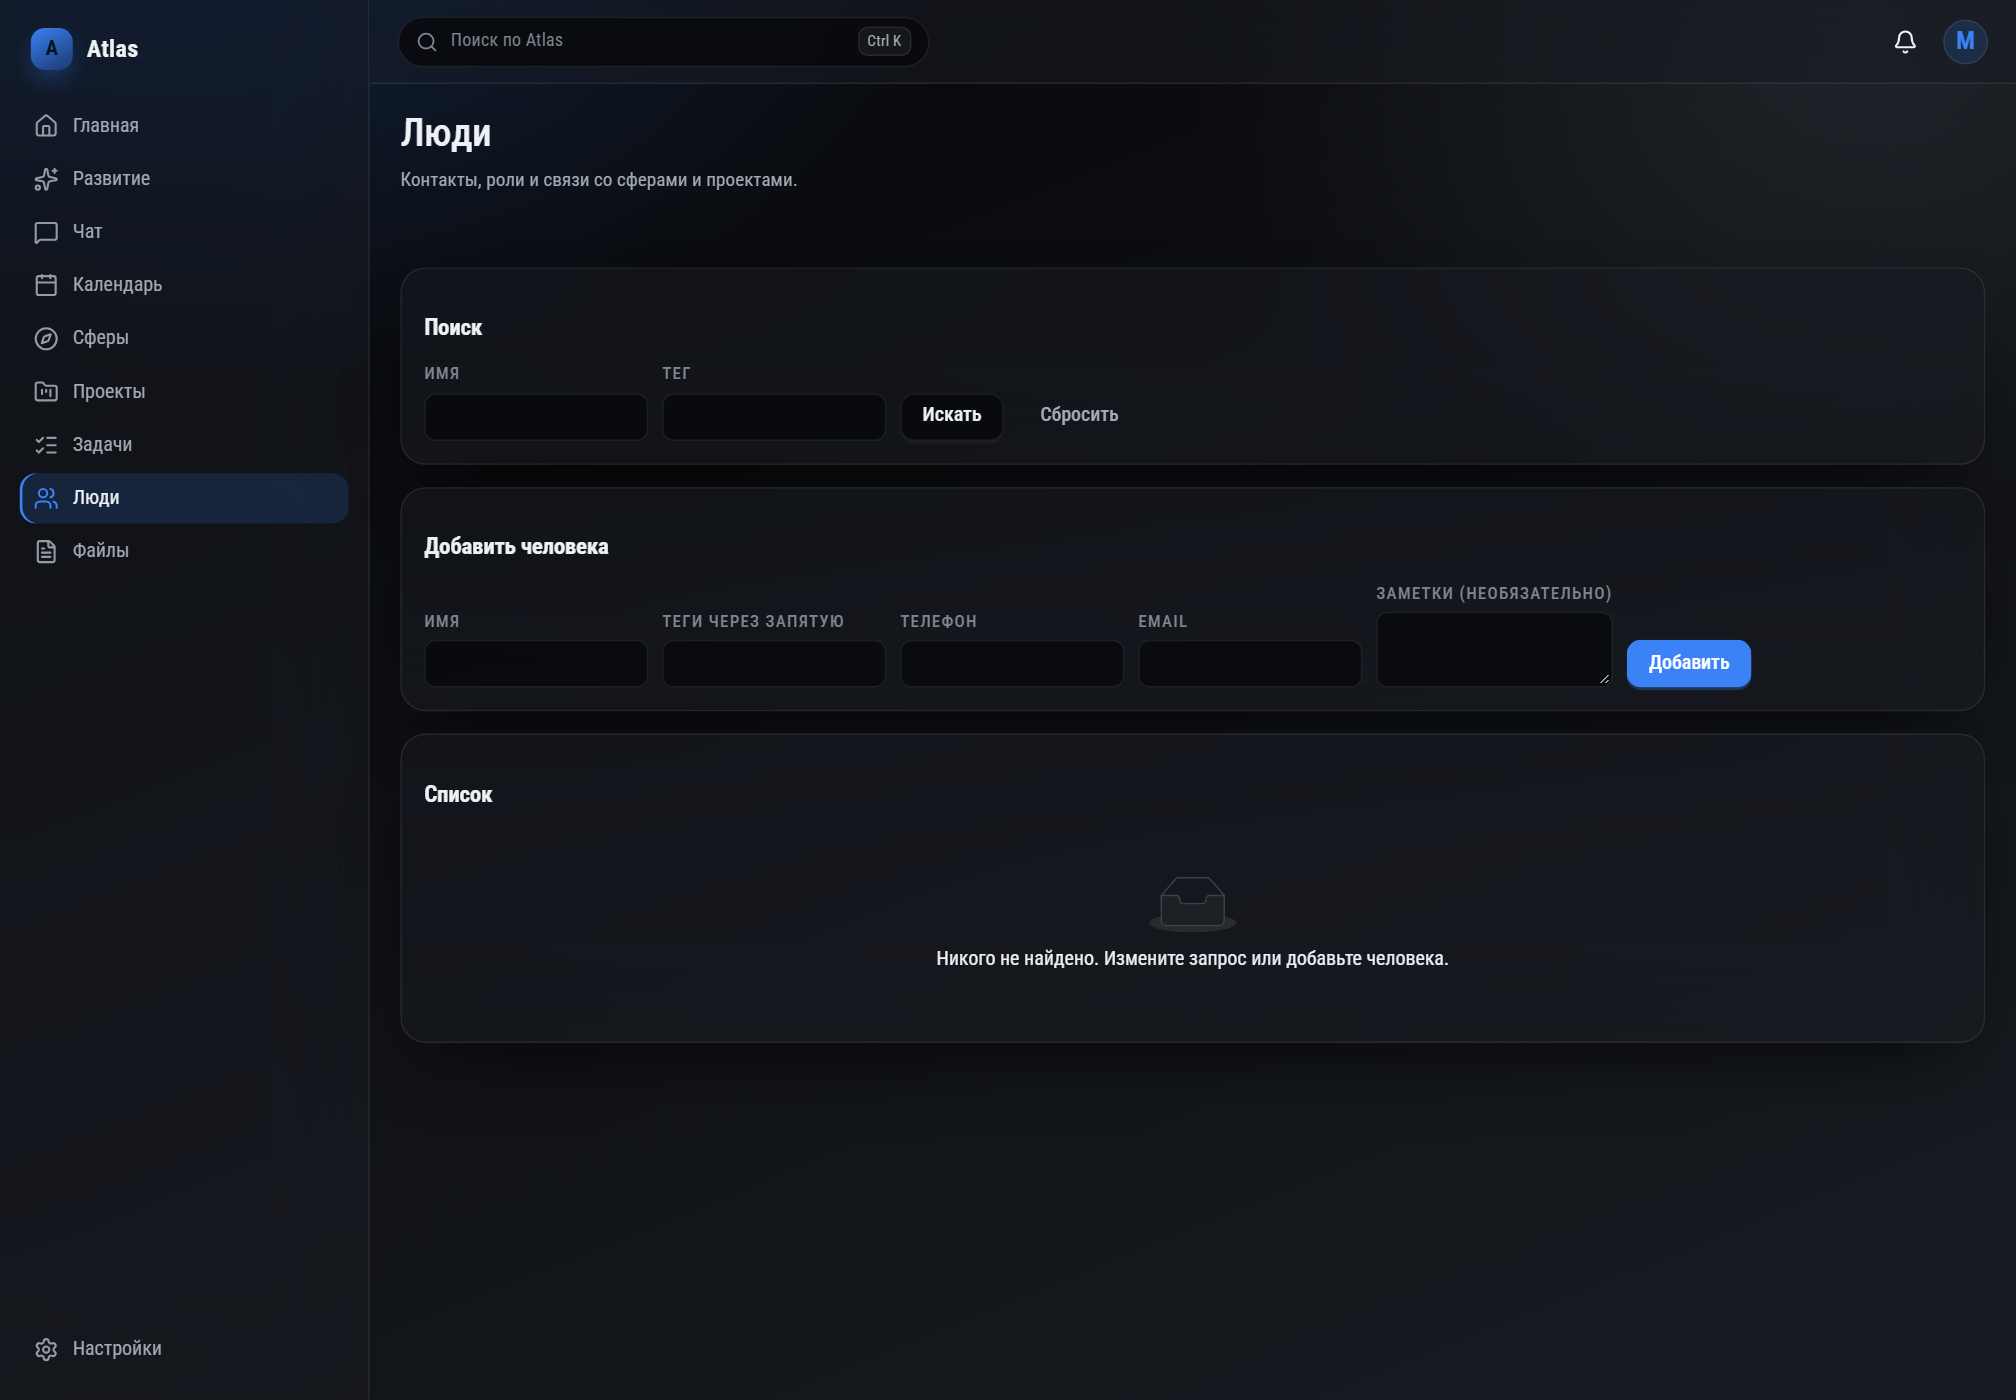 A
Atlas
Поиск по Atlas
Ctrl K
M
Главная
Развитие
Чат
Календарь
Сферы
Проекты
Задачи
Люди
Файлы
Настройки
Люди
Контакты, роли и связи со сферами и проектами.
Поиск
ИМЯ
ТЕГ
Искать
Сбросить
Добавить человека
ИМЯ
ТЕГИ ЧЕРЕЗ ЗАПЯТУЮ
ТЕЛЕФОН
EMAIL
ЗАМЕТКИ (НЕОБЯЗАТЕЛЬНО)
Добавить
Список
Никого не найдено. Измените запрос или добавьте человека.